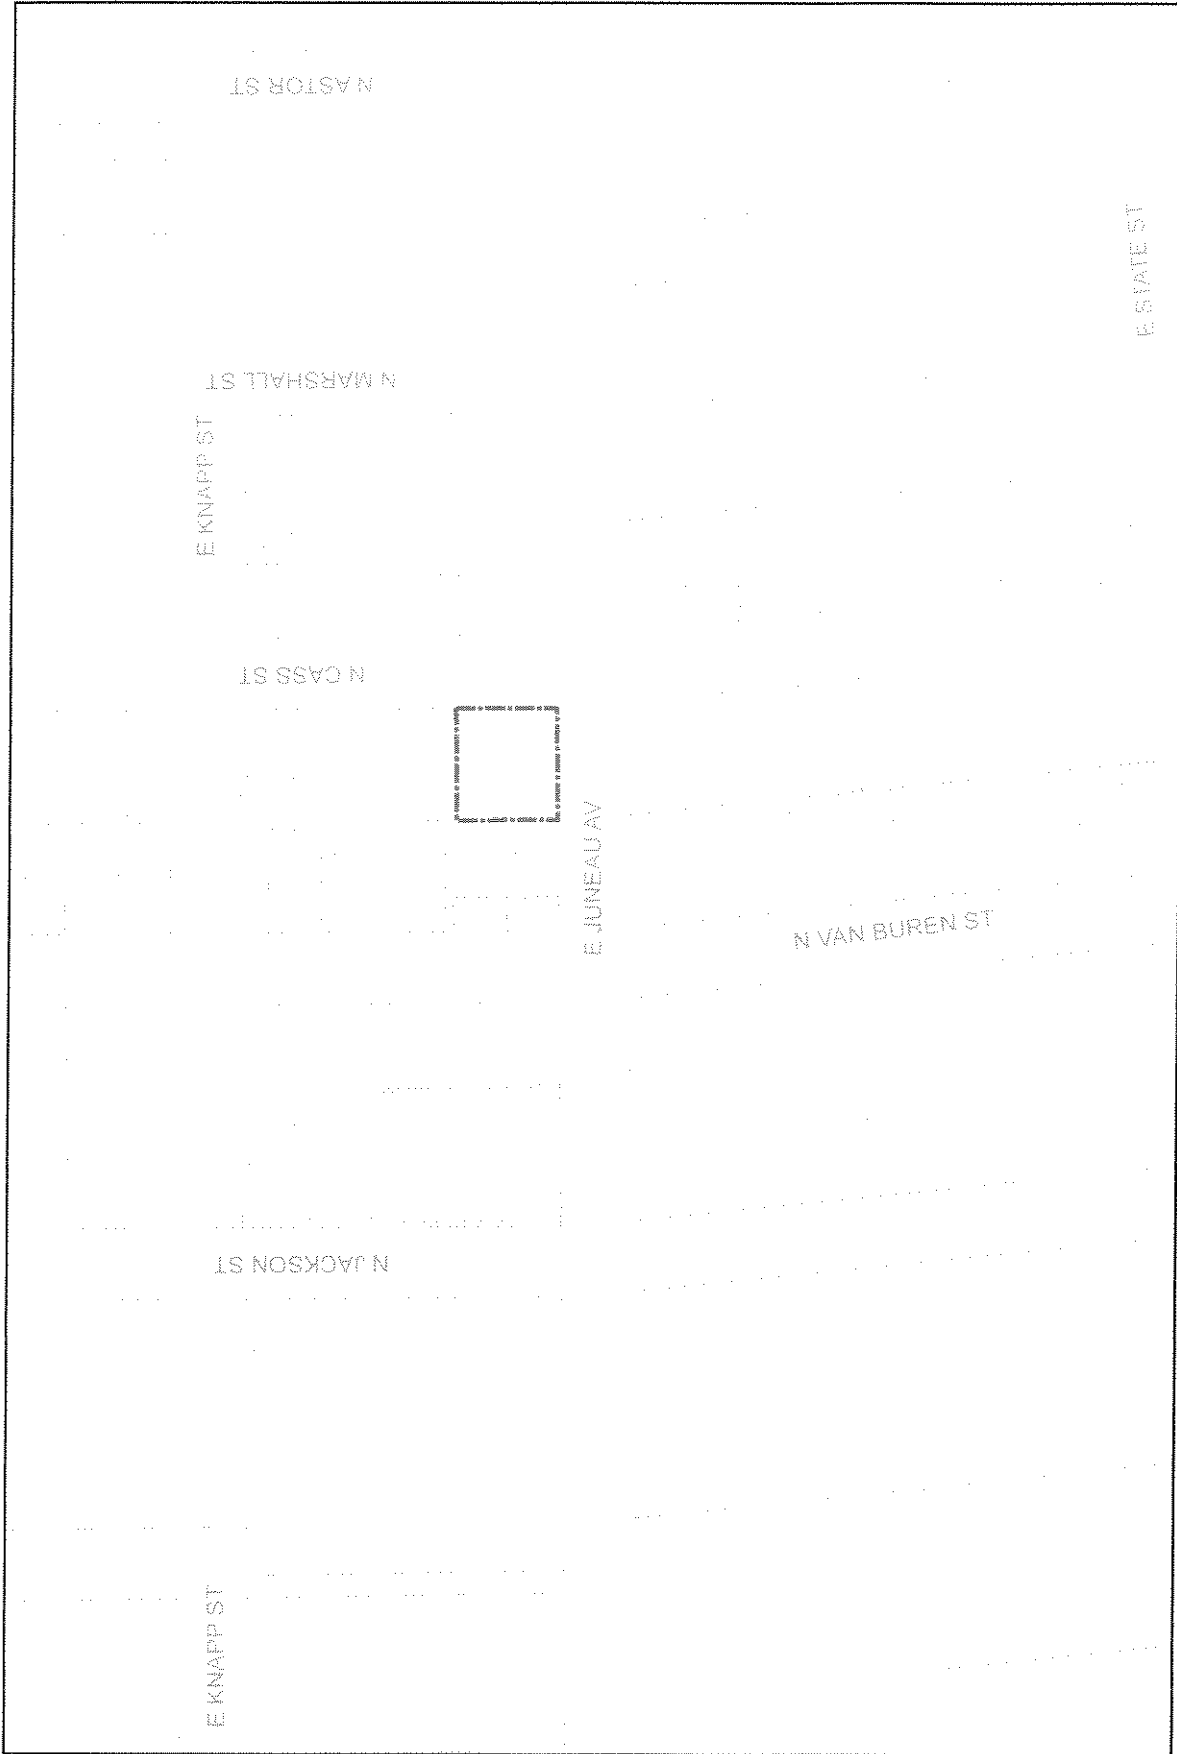 N ASTOR ST
E STATE ST
N MARSHALL ST
E KNAPP ST
N CASS ST
E JUNEAU AV
N VAN BUREN ST
N JACKSON ST
E KNAPP ST